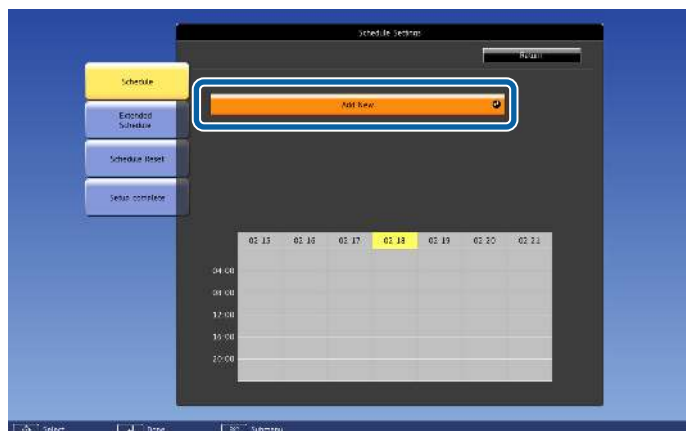 Schedule Settings
Return
Schedule
Add New
Extended
Schedule
Schedule Reset
Setup complete
02-15 02-16 02-17 02-18 02-19 02-20 02-21
04:00
08:00
12:00
16:00
20:00
Select
Submenu